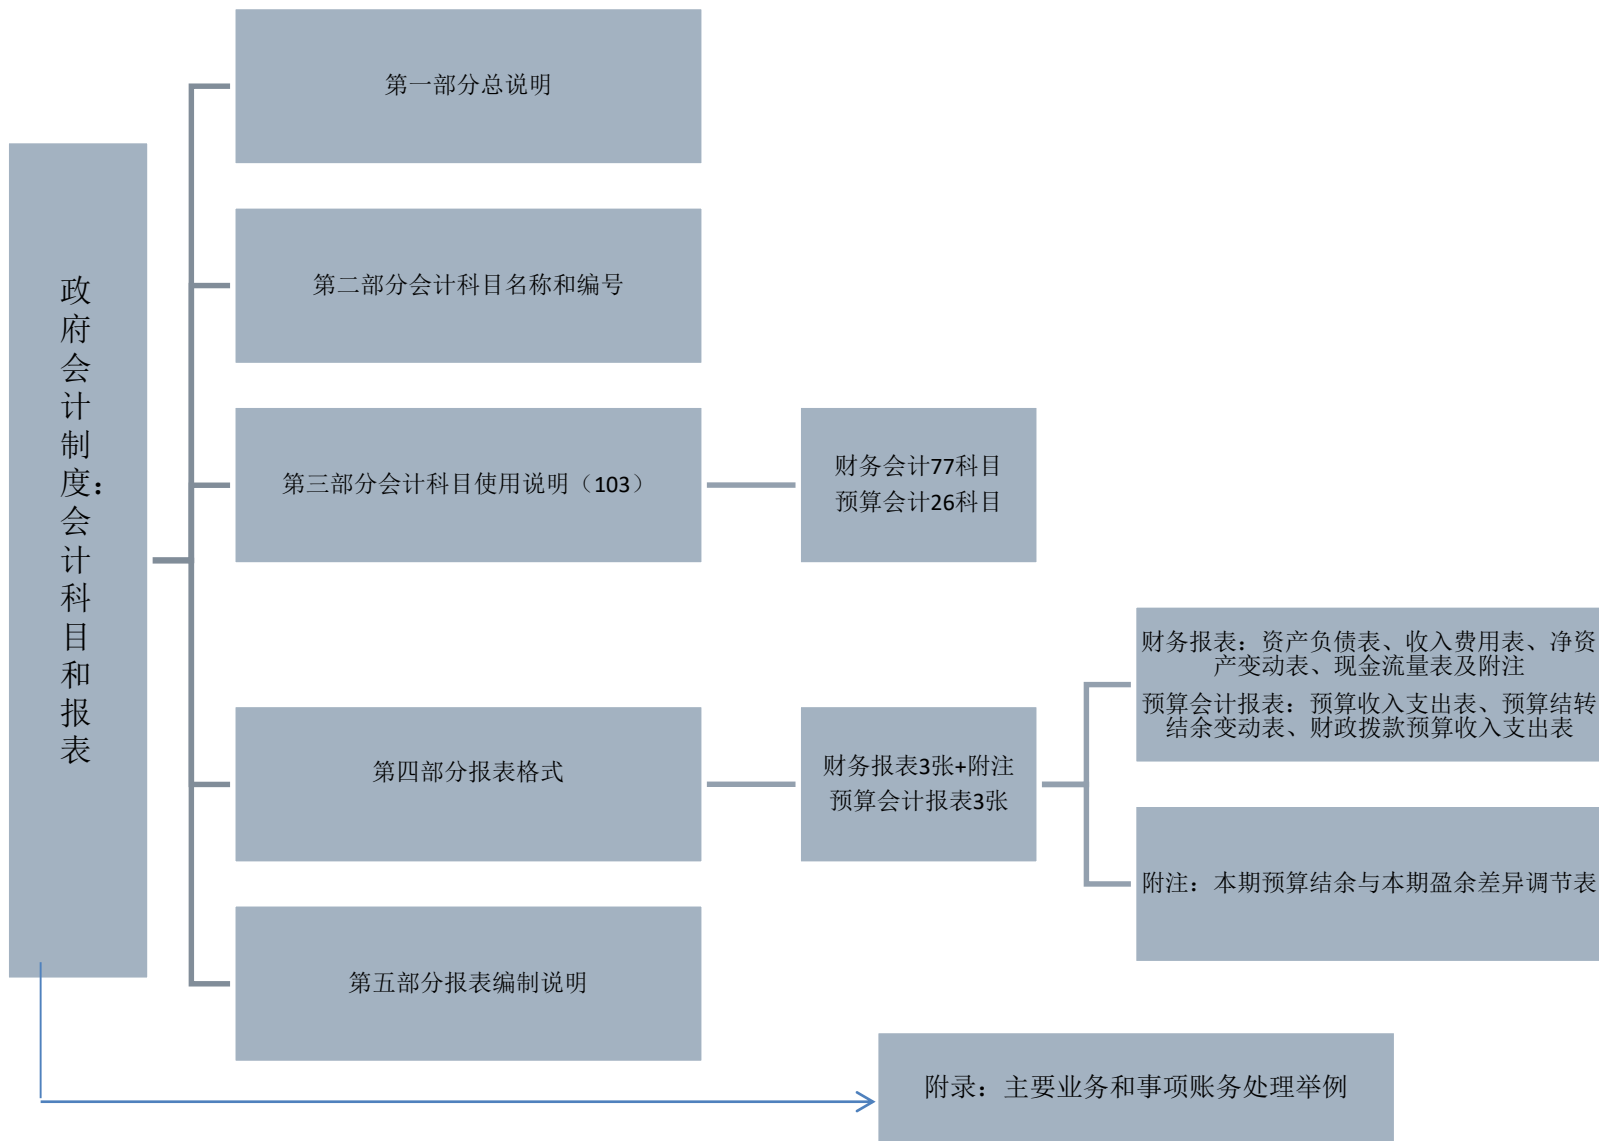 政府会计制度：会计科目和报表
第一部分总说明
第二部分会计科目名称和编号
第三部分会计科目使用说明（103）
财务会计77科目
预算会计26科目
第四部分报表格式
财务报表3张+附注
预算会计报表3张
财务报表：资产负债表、收入费用表、净资
产变动表、现金流量表及附注
预算会计报表：预算收入支出表、预算结转
结余变动表、财政拨款预算收入支出表
附注：本期预算结余与本期盈余差异调节表
第五部分报表编制说明
附录：主要业务和事项账务处理举例